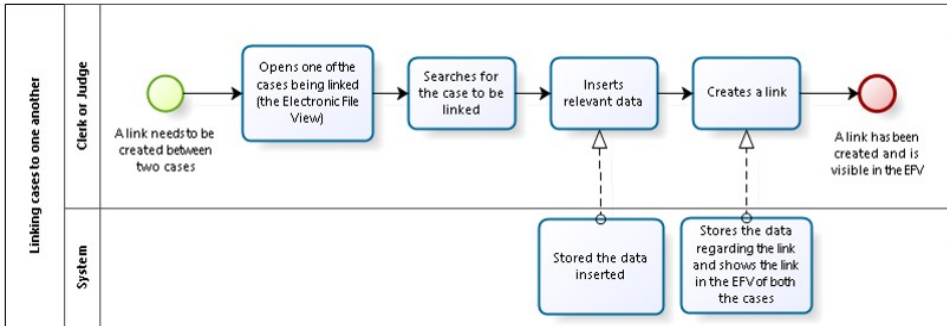 Linking cases to one another
Clerk or Judge
A link needs to be
created between
two cases
Opens one of the
cases being linked
(the Electronic File
View)
Searches for
the case to be
linked
Inserts
relevant data
Creates a link
A link has been
created and is
visible in the EFV
System
Stored the data
inserted
Stores the data
regarding the link
and shows the link
in the EFV of both
the cases